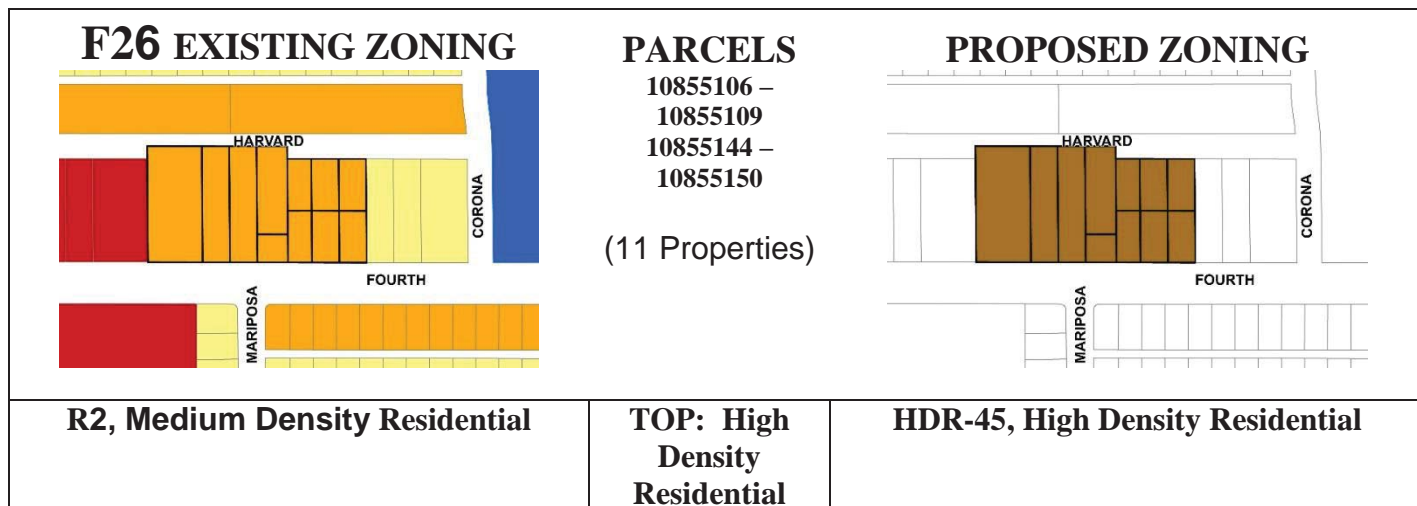 F26 EXISTING ZONING
PARCELS
10855106 –
10855109
10855144 –
10855150
(11 Properties)
PROPOSED ZONING
HARVARD
CORONA
FOURTH
MARIPOSA
HARVARD
CORONA
FOURTH
MARIPOSA
R2, Medium Density Residential
TOP: High
Density
Residential
HDR-45, High Density Residential